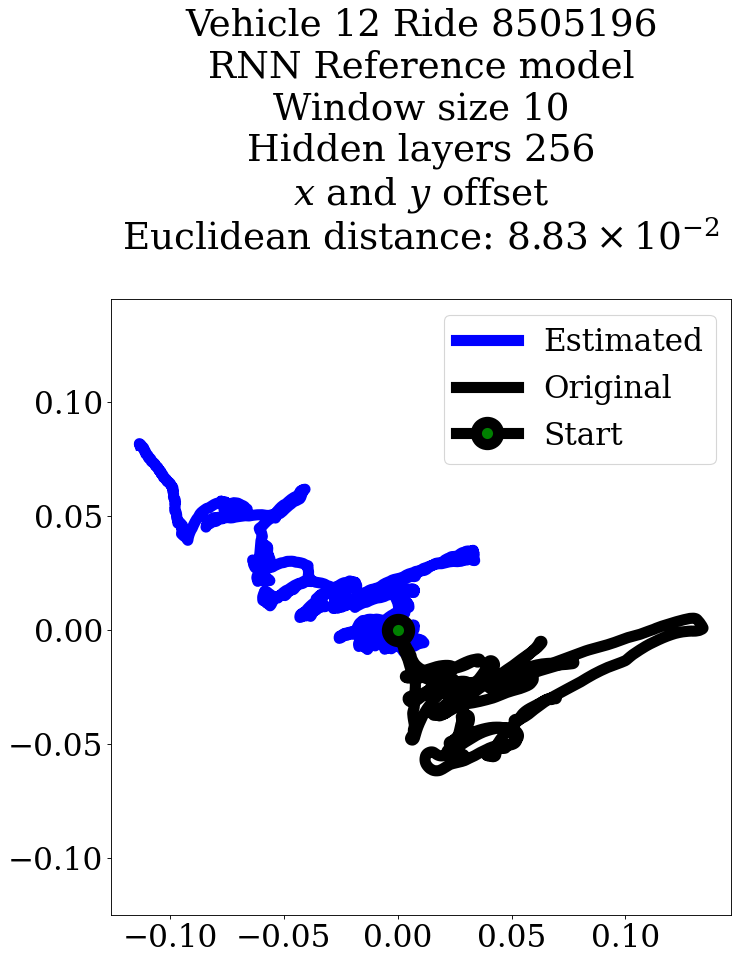 Vehicle 12 Ride 8505196
RNN Reference model
Window size 10
Hidden layers 256
x and y offset
Euclidean distance: 8.83 × 10⁻²
Estimated
Original
Start
0.10
0.05
0.00
−0.05
−0.10
−0.10 −0.05 0.00 0.05 0.10